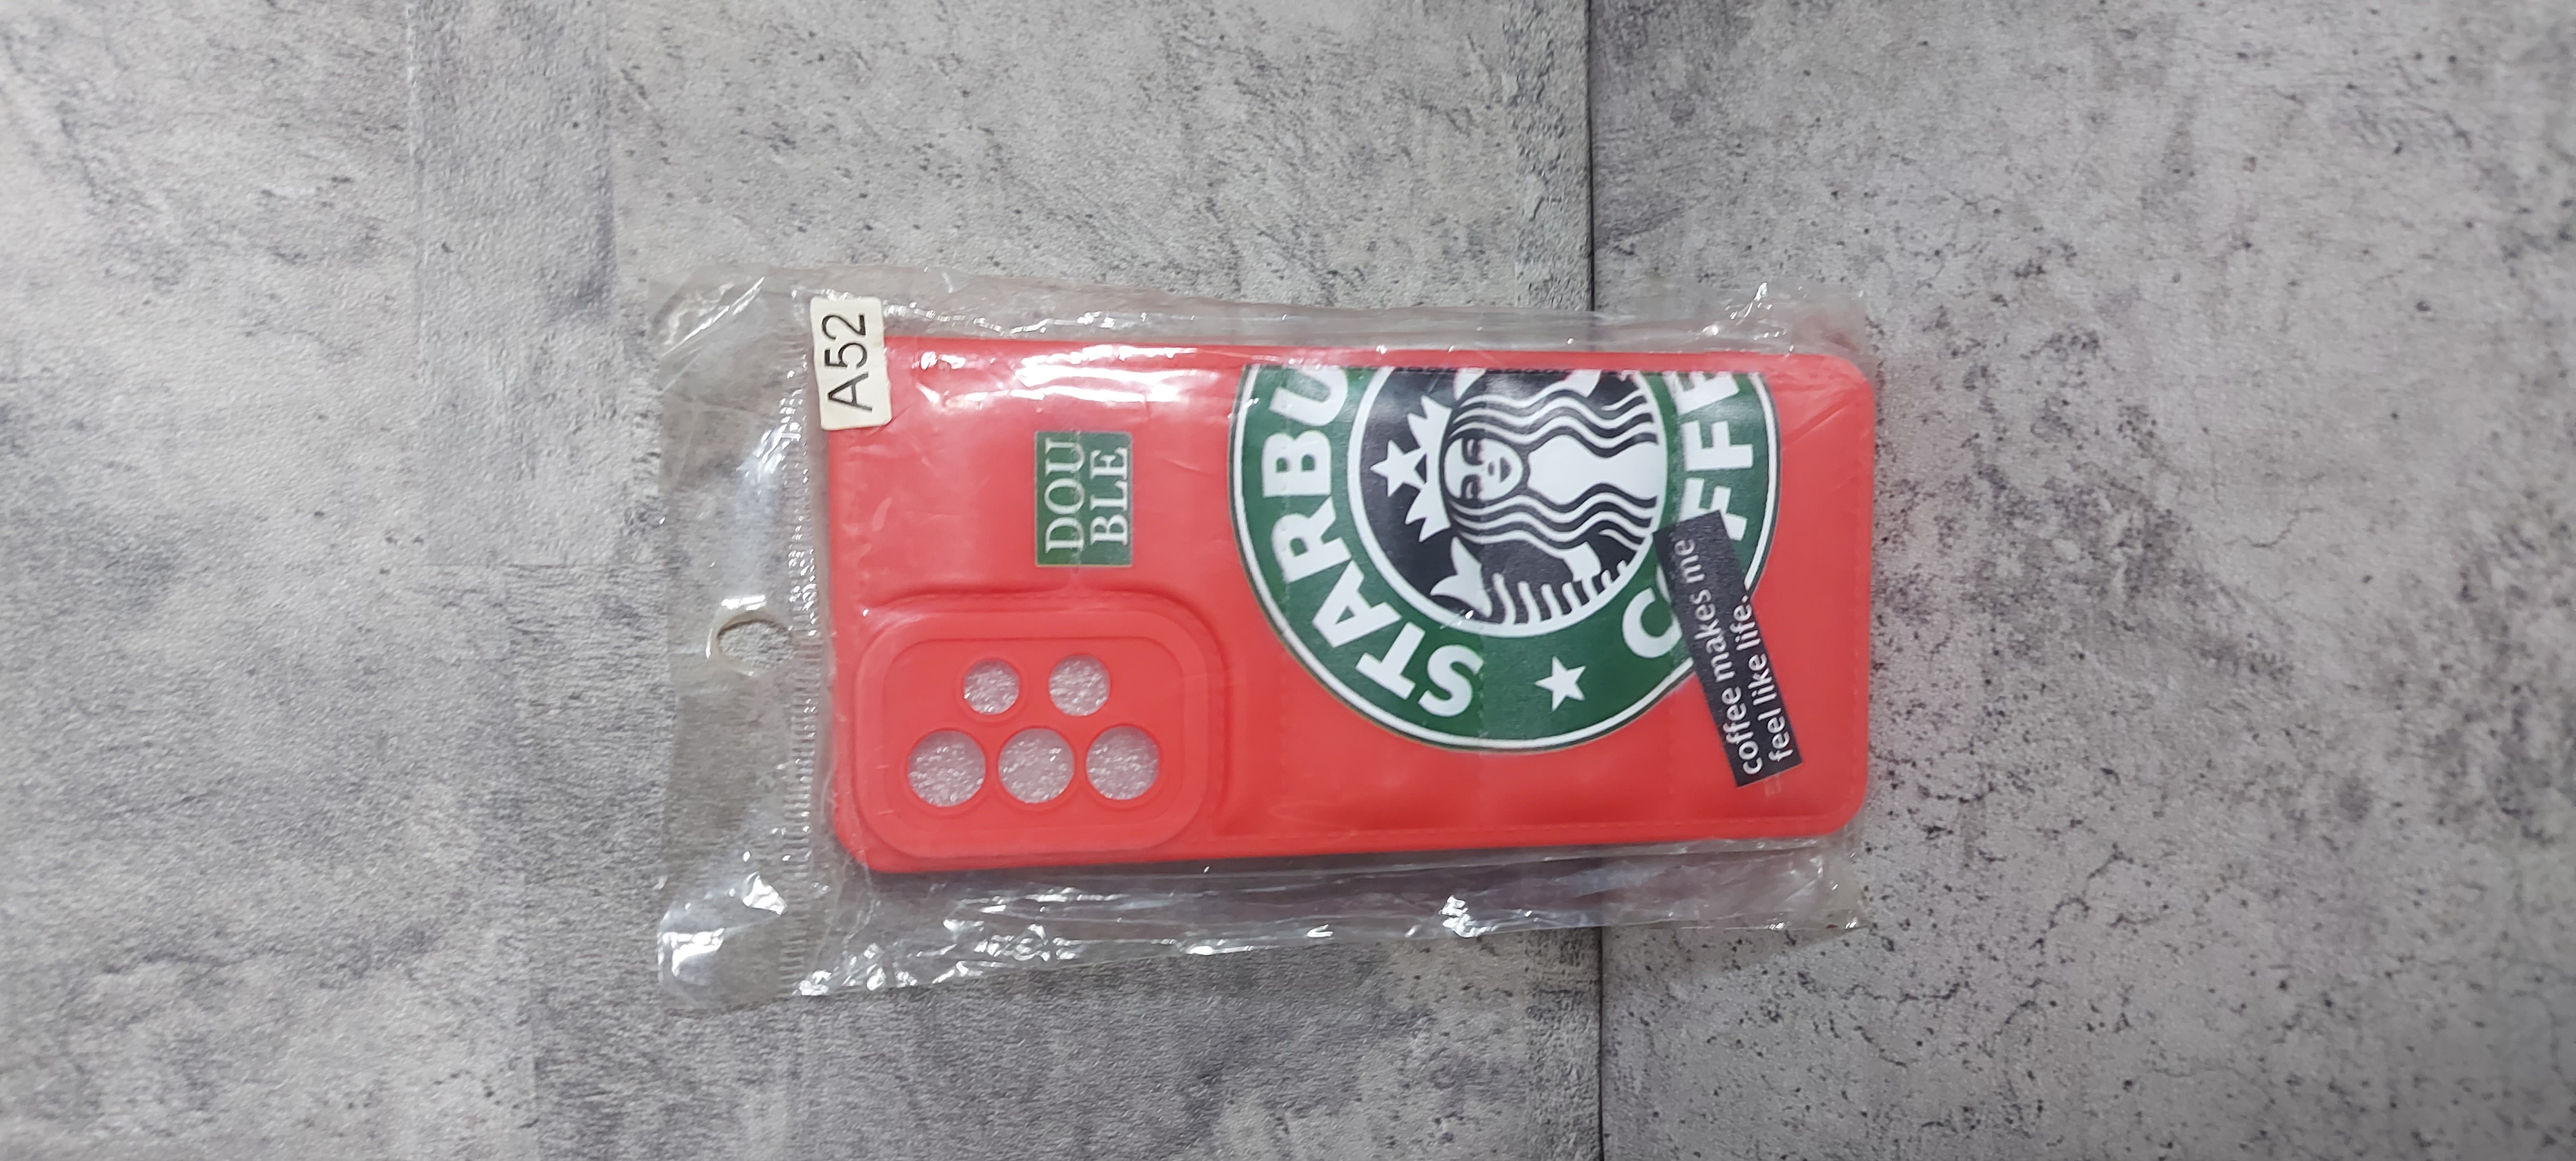 A52
DOU
BLE
STARBU
COFFE
coffee makes me
feel like life.